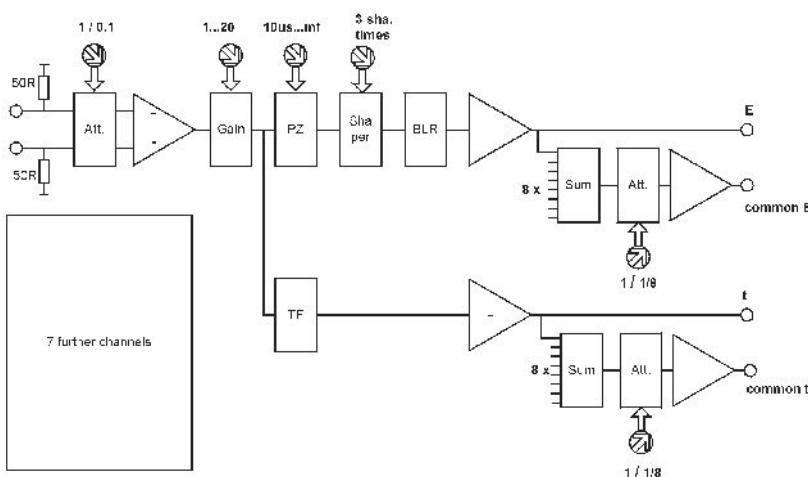 1 / 0.1
1...20
10us...inf
3 sha.
times
50R
Att.
Gain
PZ
Sha
per
BLR
E
50R
8 x
Sum
Att.
common E
1 / 1/8
7 further channels
TF
t
8 x
Sum
Att.
common t
1 / 1/8